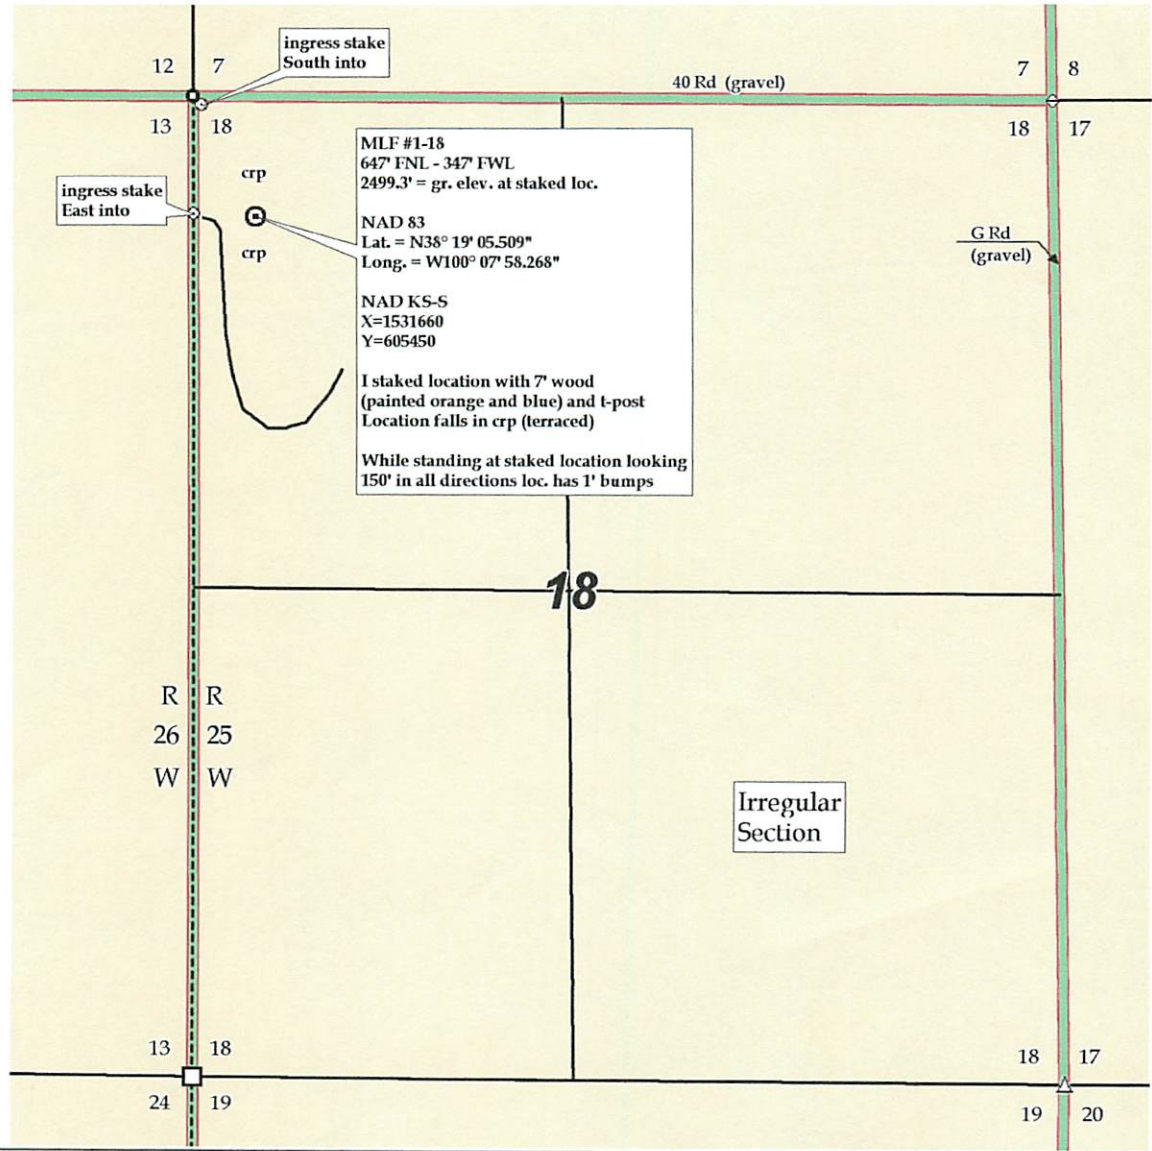 ingress stake
South into
12 7
7 8
40 Rd (gravel)
13 18
18 17
MLF #1-18
647' FNL - 347' FWL
2499.3' = gr. elev. at staked loc.
NAD 83
Lat. = N38° 19' 05.509"
Long. = W100° 07' 58.268"
NAD KS-S
X=1531660
Y=605450
I staked location with 7' wood
(painted orange and blue) and t-post
Location falls in crp (terraced)
While standing at staked location looking
150' in all directions loc. has 1' bumps
crp
ingress stake
East into
crp
G Rd
(gravel)
18
R R
26 25
W W
Irregular
Section
13 18
18 17
24 19
19 20